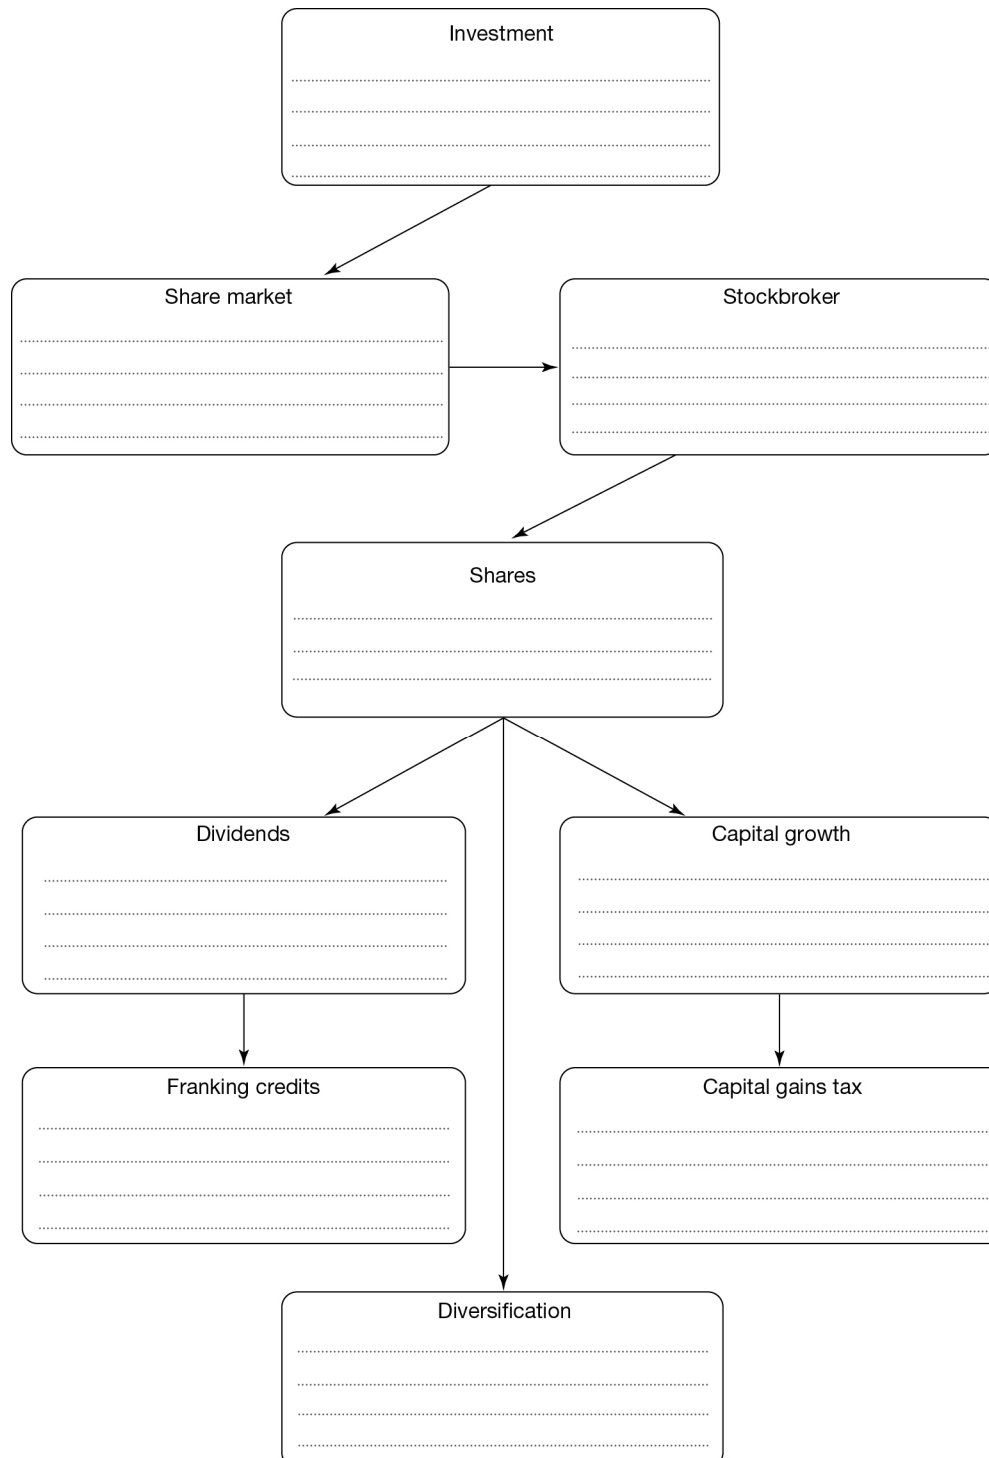 Investment
Share market
Stockbroker
Shares
Dividends
Capital growth
Franking credits
Capital gains tax
Diversification